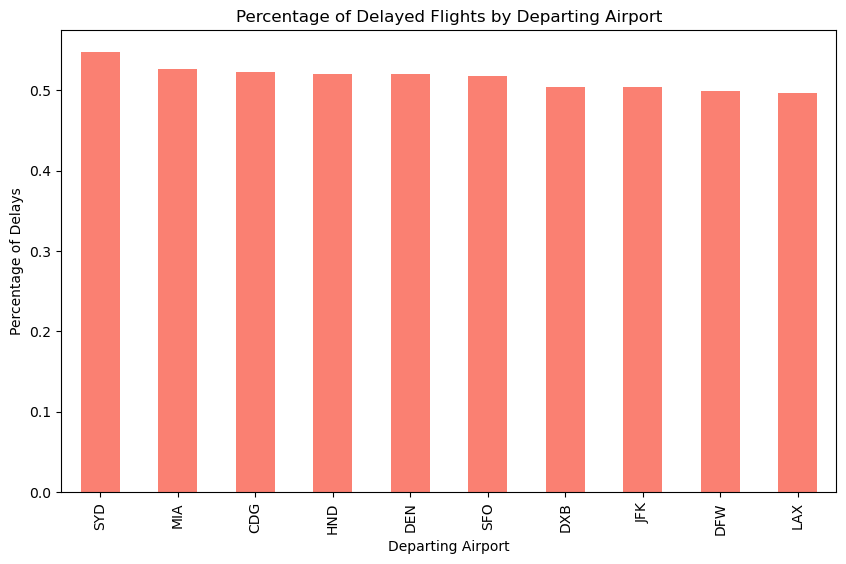 Percentage of Delayed Flights by Departing Airport
Percentage of Delays
0.5
0.4
0.3
0.2
0.1
0.0
SYD
MIA
CDG
HND
DEN
SFO
DXB
JFK
DFW
LAX
Departing Airport